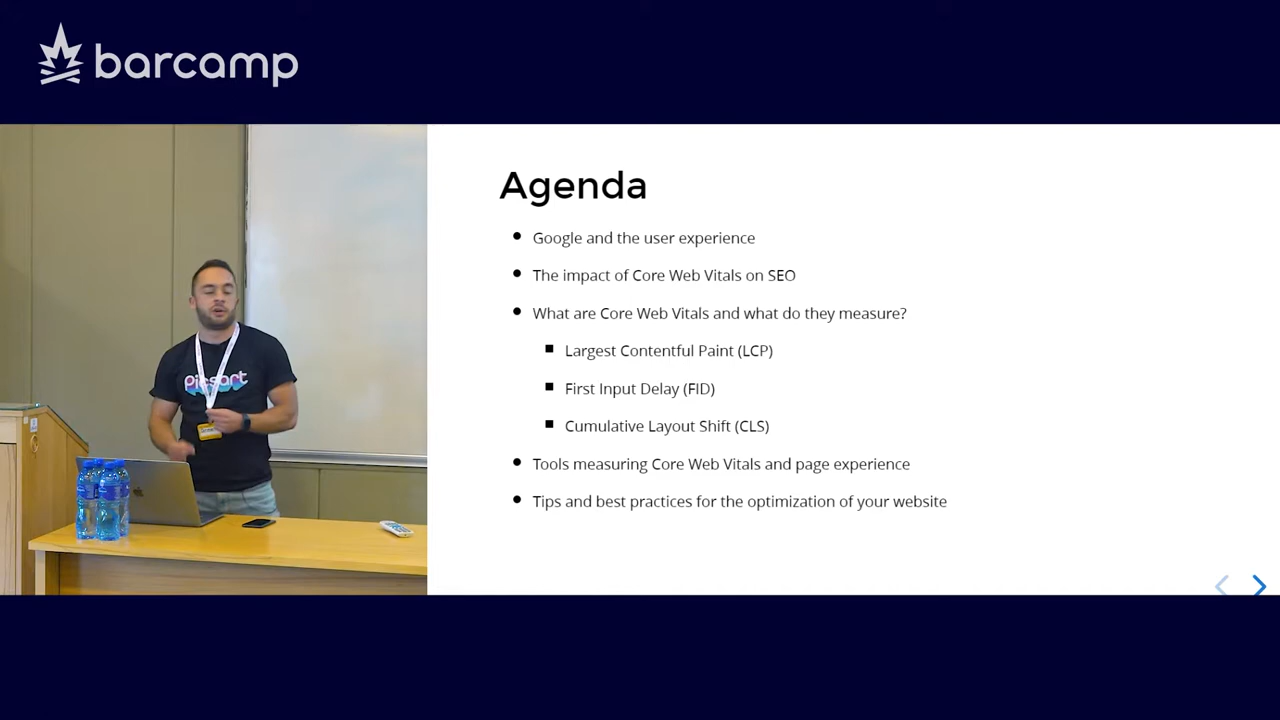 barcamp
Agenda
Google and the user experience
The impact of Core Web Vitals on SEO
What are Core Web Vitals and what do they measure?
Largest Contentful Paint (LCP)
First Input Delay (FID)
Cumulative Layout Shift (CLS)
Tools measuring Core Web Vitals and page experience
Tips and best practices for the optimization of your website
Picsart